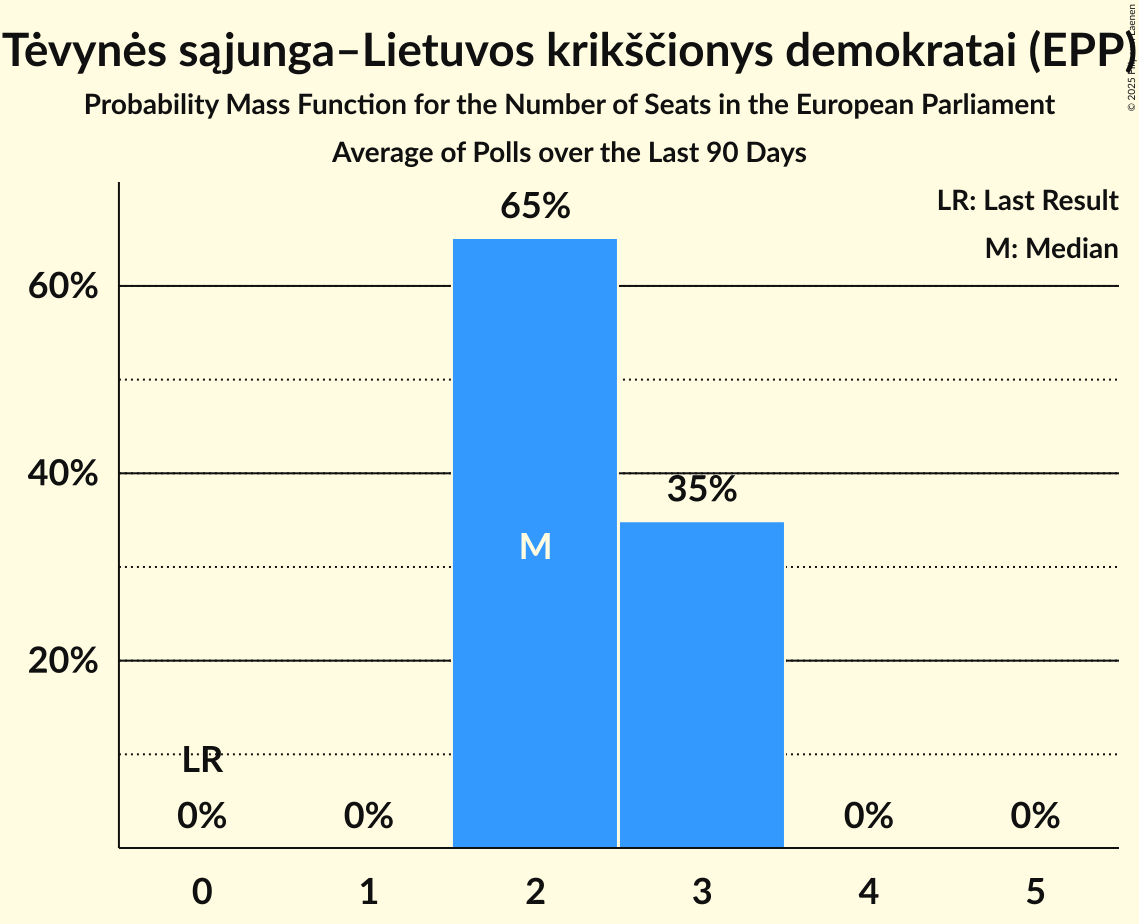 Tėvynės sąjunga–Lietuvos krikščionys demokratai (EPP)
Probability Mass Function for the Number of Seats in the European Parliament
Average of Polls over the Last 90 Days
© 2025 Laenen
LR: Last Result
M: Median
65%
60%
40%
35%
M
20%
LR
0%
0%
0%
0%
0
1
2
3
4
5